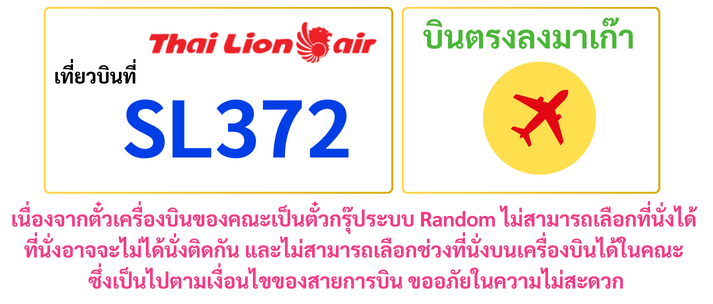 Thai Lion air
เที่ยวบินที่
SL372
บินตรงลงมาเก๊า
เนื่องจากตั๋วเครื่องบินของคณะเป็นตั๋วกรุ๊ประบบ Random ไม่สามารถเลือกที่นั่งได้
ที่นั่งอาจจะไม่ได้นั่งติดกัน และไม่สามารถเลือกช่วงที่นั่งบนเครื่องบินได้ในคณะ
ซึ่งเป็นไปตามเงื่อนไขของสายการบิน ขออภัยในความไม่สะดวก